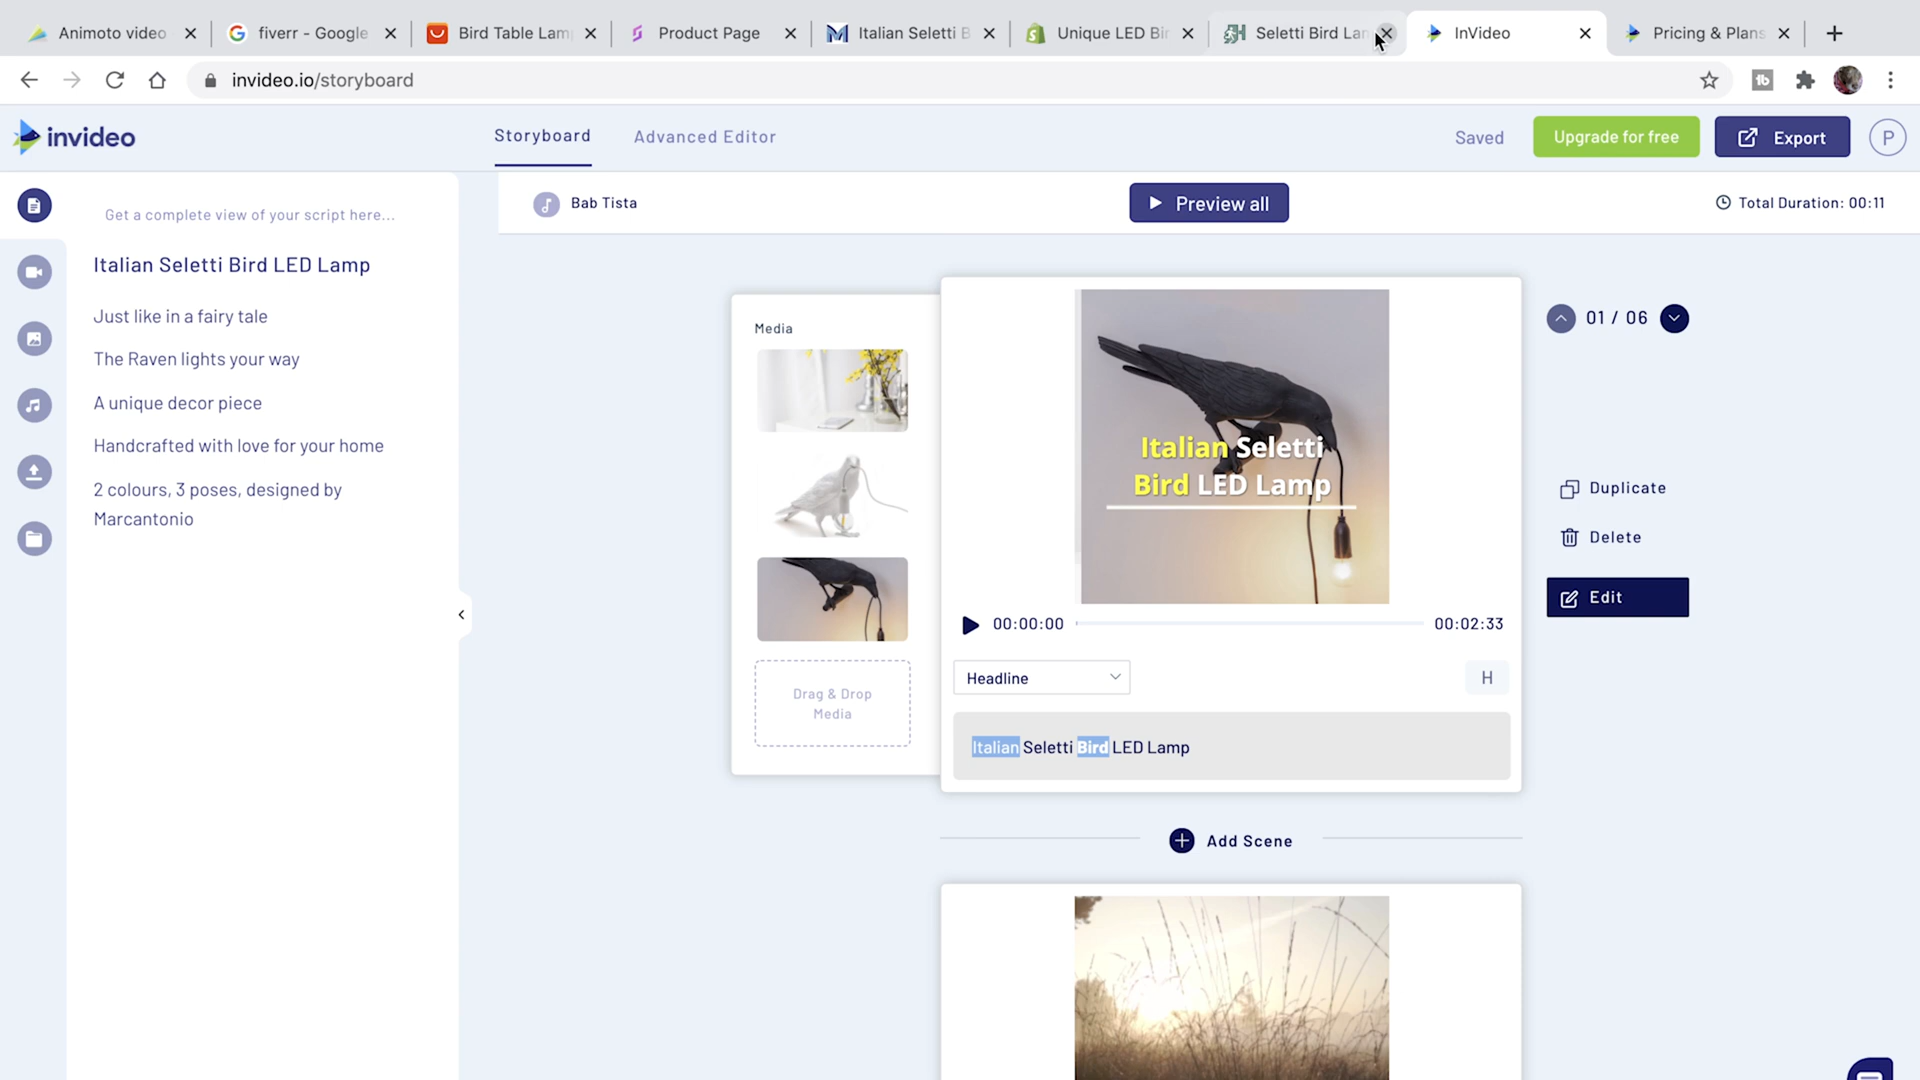 Animoto video
fiverr - Google
Bird Table Lam
Product Page
Italian Seletti B
Unique LED Bir
Seletti Bird Lan
InVideo
Pricing & Plans
invideo.io/storyboard
invideo
Storyboard
Advanced Editor
Saved
Upgrade for free
Export
P
Get a complete view of your script here...
Italian Seletti Bird LED Lamp
Just like in a fairy tale
The Raven lights your way
A unique decor piece
Handcrafted with love for your home
2 colours, 3 poses, designed by
Marcantonio
Bab Tista
Preview all
Total Duration: 00:11
Media
Drag & Drop
Media
Italian Seletti
Bird LED Lamp
00:00:00
00:02:33
Headline
H
Italian Seletti Bird LED Lamp
01 / 06
Duplicate
Delete
Edit
Add Scene